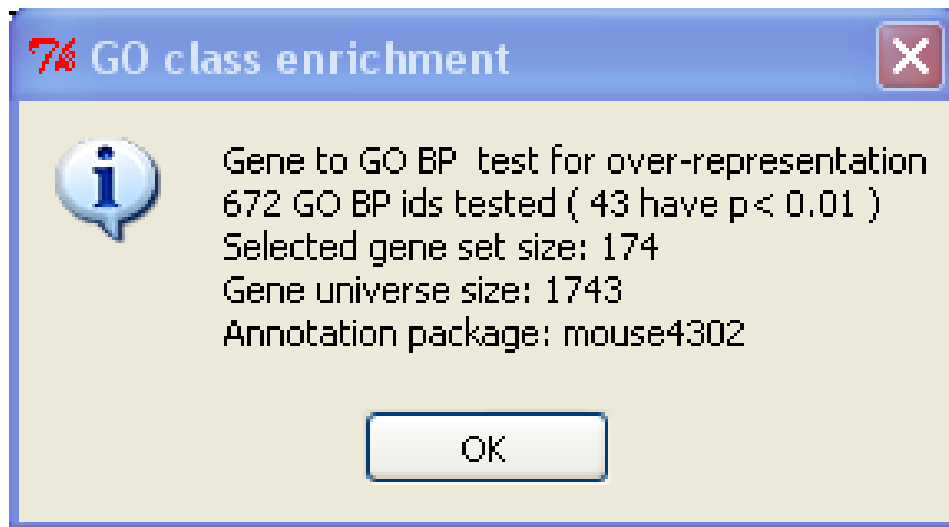 GO class enrichment
Gene to GO BP test for over-representation
672 GO BP ids tested ( 43 have p< 0.01 )
Selected gene set size: 174
Gene universe size: 1743
Annotation package: mouse4302
OK